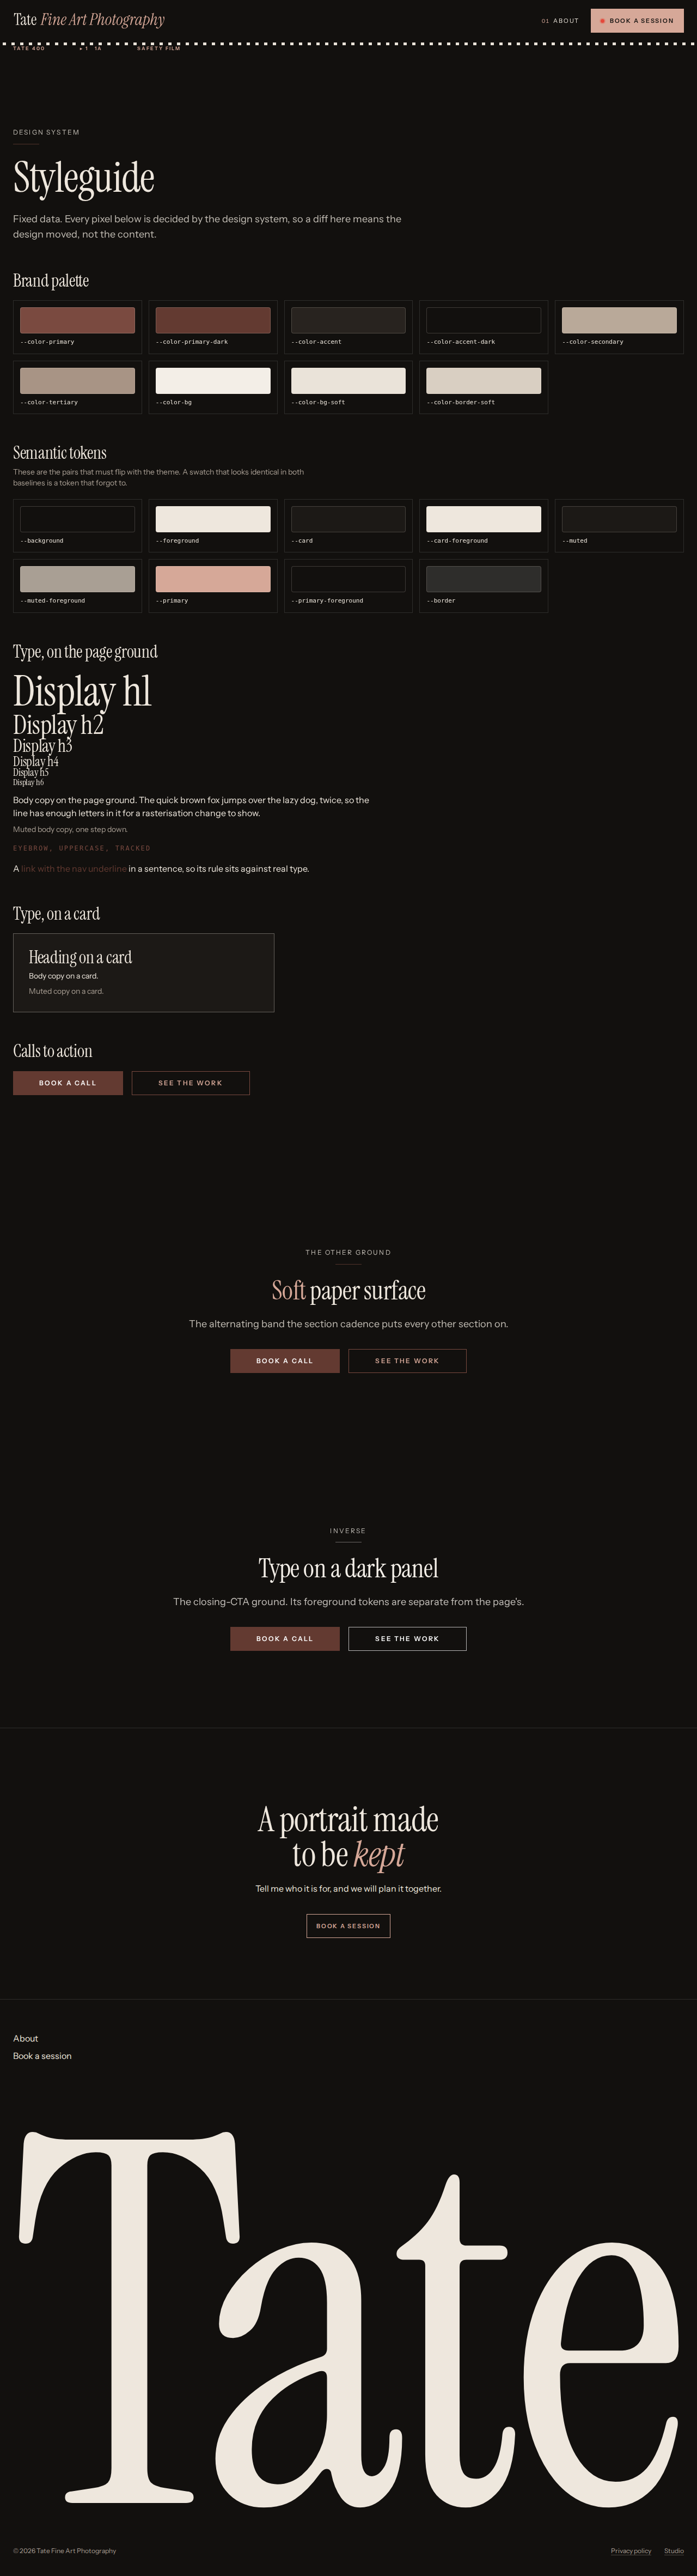 Tate Fine Art Photography
01 ABOUT
BOOK A SESSION
TATE 400 ▸ 1 1A SAFETY FILM
DESIGN SYSTEM
Styleguide
Fixed data. Every pixel below is decided by the design system, so a diff here means the
design moved, not the content.
Brand palette
--color-primary
--color-primary-dark
--color-accent
--color-accent-dark
--color-secondary
--color-tertiary
--color-bg
--color-bg-soft
--color-border-soft
Semantic tokens
These are the pairs that must flip with the theme. A swatch that looks identical in both
baselines is a token that forgot to.
--background
--foreground
--card
--card-foreground
--muted
--muted-foreground
--primary
--primary-foreground
--border
Type, on the page ground
Display h1
Display h2
Display h3
Display h4
Display h5
Display h6
Body copy on the page ground. The quick brown fox jumps over the lazy dog, twice, so the
line has enough letters in it for a rasterisation change to show.
Muted body copy, one step down.
EYEBROW, UPPERCASE, TRACKED
A link with the nav underline in a sentence, so its rule sits against real type.
Type, on a card
Heading on a card
Body copy on a card.
Muted copy on a card.
Calls to action
BOOK A CALL
SEE THE WORK
THE OTHER GROUND
Soft paper surface
The alternating band the section cadence puts every other section on.
BOOK A CALL
SEE THE WORK
INVERSE
Type on a dark panel
The closing-CTA ground. Its foreground tokens are separate from the page's.
BOOK A CALL
SEE THE WORK
A portrait made
to be kept
Tell me who it is for, and we will plan it together.
BOOK A SESSION
About
Book a session
Tate
© 2026 Tate Fine Art Photography
Privacy policy
Studio